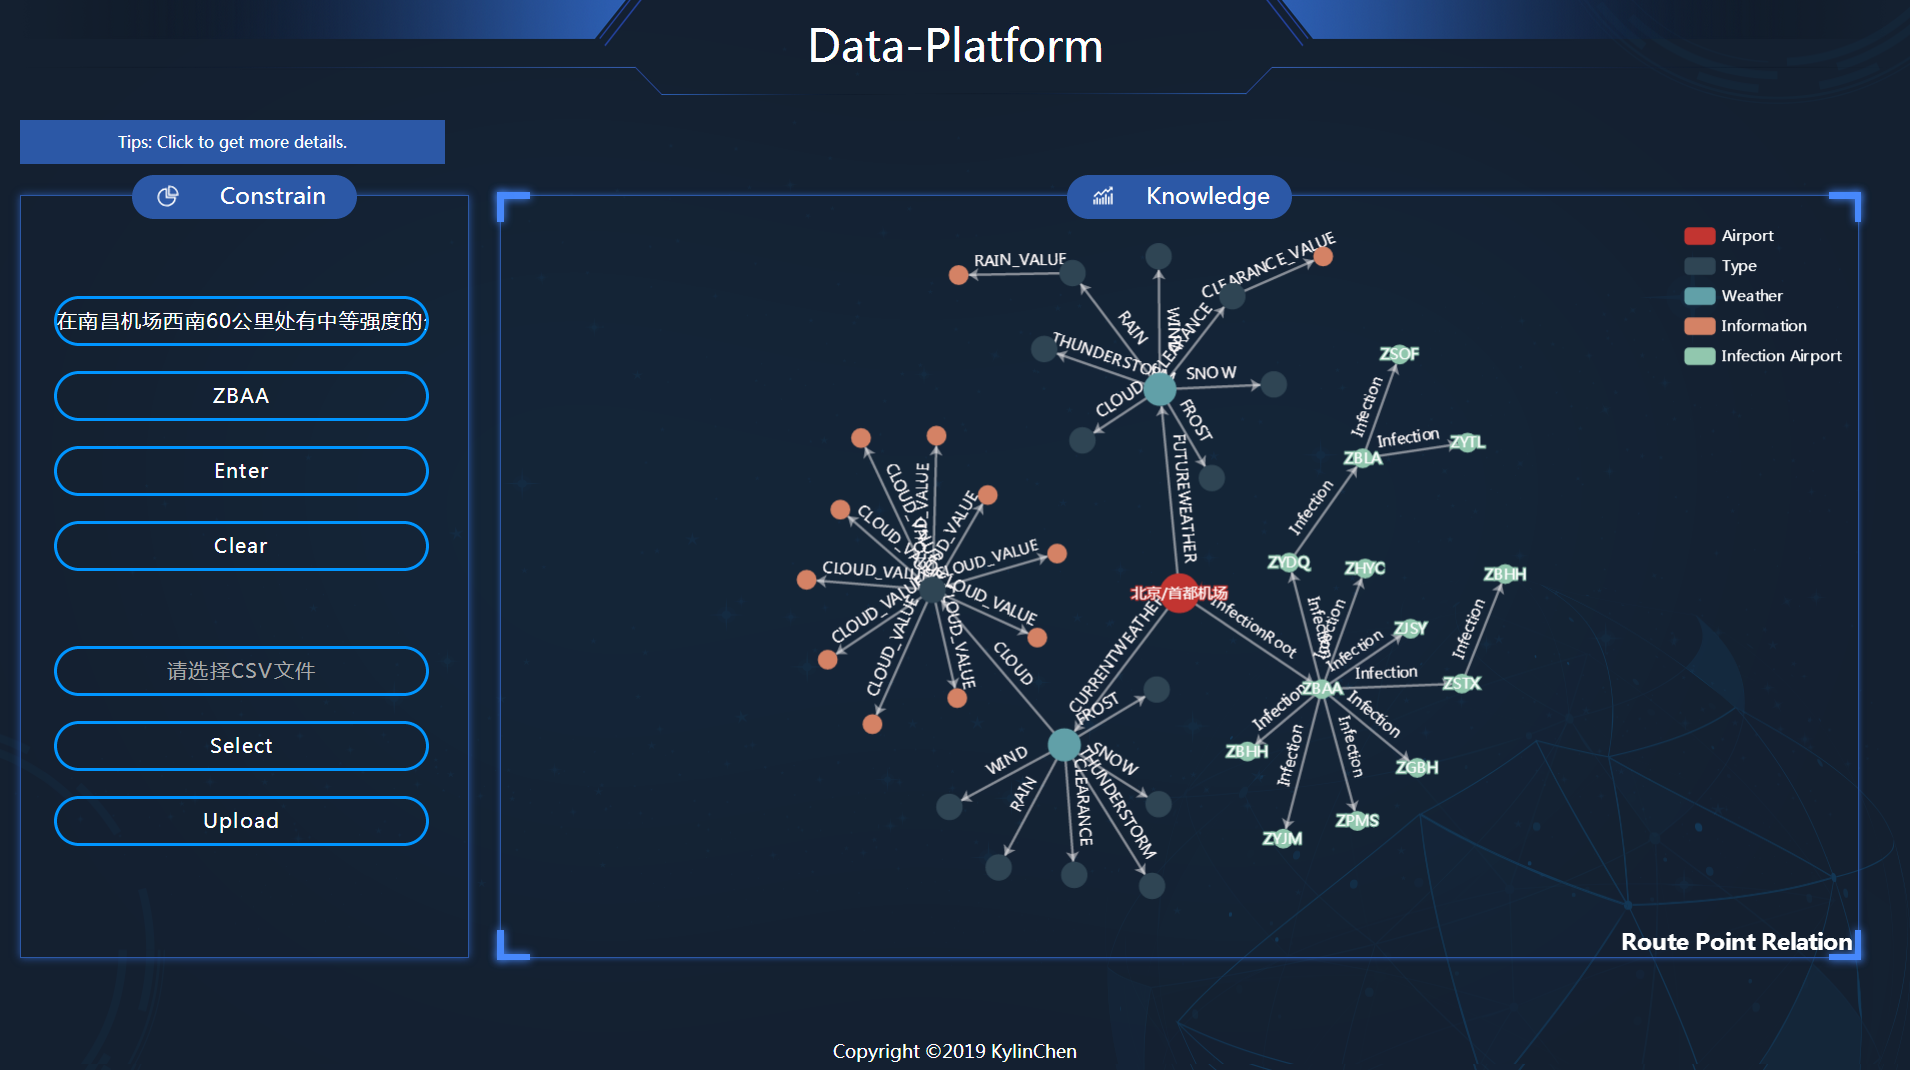 Data-Platform
Tips: Click to get more details.
Constrain
在南昌机场西南60公里处有中等强度的
ZBAA
Enter
Clear
请选择CSV文件
Select
Upload
Knowledge
Airport
Type
Weather
Information
Infection Airport
RAIN_VALUE
CLEARANCE_VALUE
RAIN
WIND
CLEARANCE
THUNDERSTORM
SNOW
CLOUD
FROST
FUTUREWEATHER
ZSOF
Infection
Infection
ZYTL
ZBLA
Infection
CLOUD_VALUE
CLOUD_VALUE
CLOUD_VALUE
CLOUD_VALUE
CLOUD_VALUE
CLOUD_VALUE
CLOUD_VALUE
CLOUD_VALUE
CLOUD_VALUE
CLOUD_VALUE
CLOUD
北京/首都机场
InfectionRoot
CURRENTWEATHER
ZYDQ
ZHYC
ZBHH
Infection
Infection
Infection
ZJSY
Infection
Infection
ZSTX
ZBAA
Infection
Infection
ZBHH
Infection
Infection
ZGBH
ZPMS
ZYJM
FROST
WIND
SNOW
RAIN
CLEARANCE
THUNDERSTORM
Route Point Relation
Copyright ©2019 KylinChen